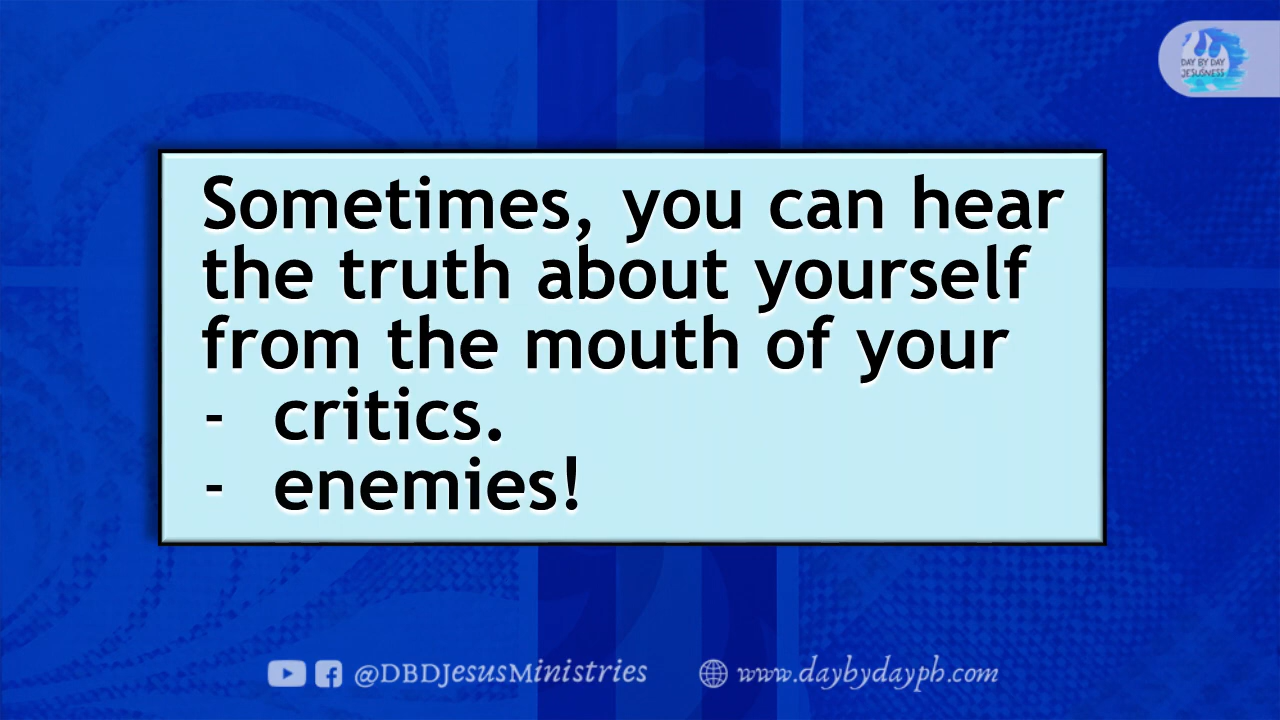 DAY BY DAY
JESUSNESS
Sometimes, you can hear
the truth about yourself
from the mouth of your
- critics.
- enemies!
@DBDJesusMinistries
www.daybydayph.com